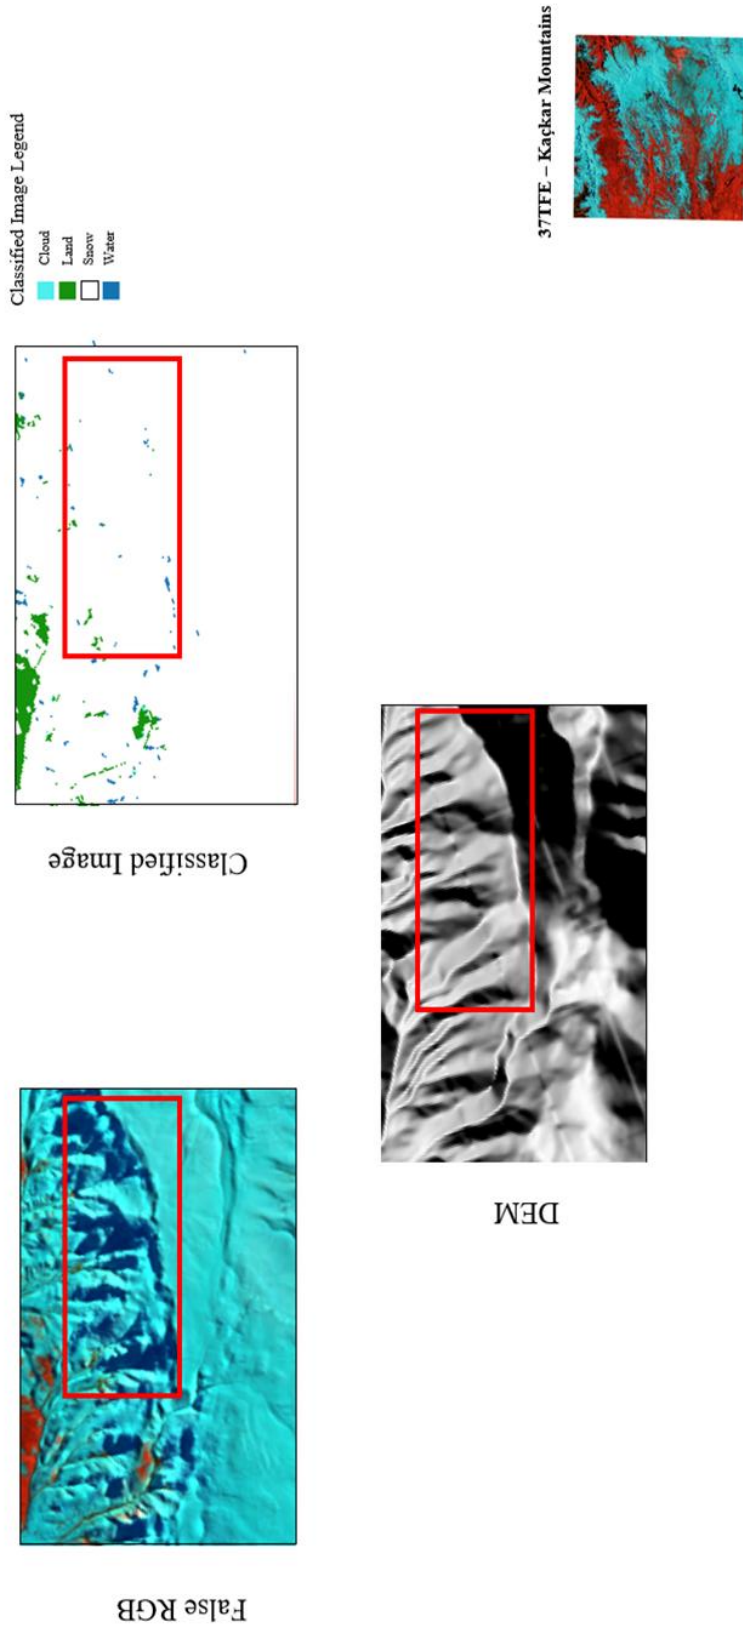 Classified Image Legend
Cloud
Land
Snow
Water
37TFE – Kaçkar Mountains
Classified Image
False RGB
DEM